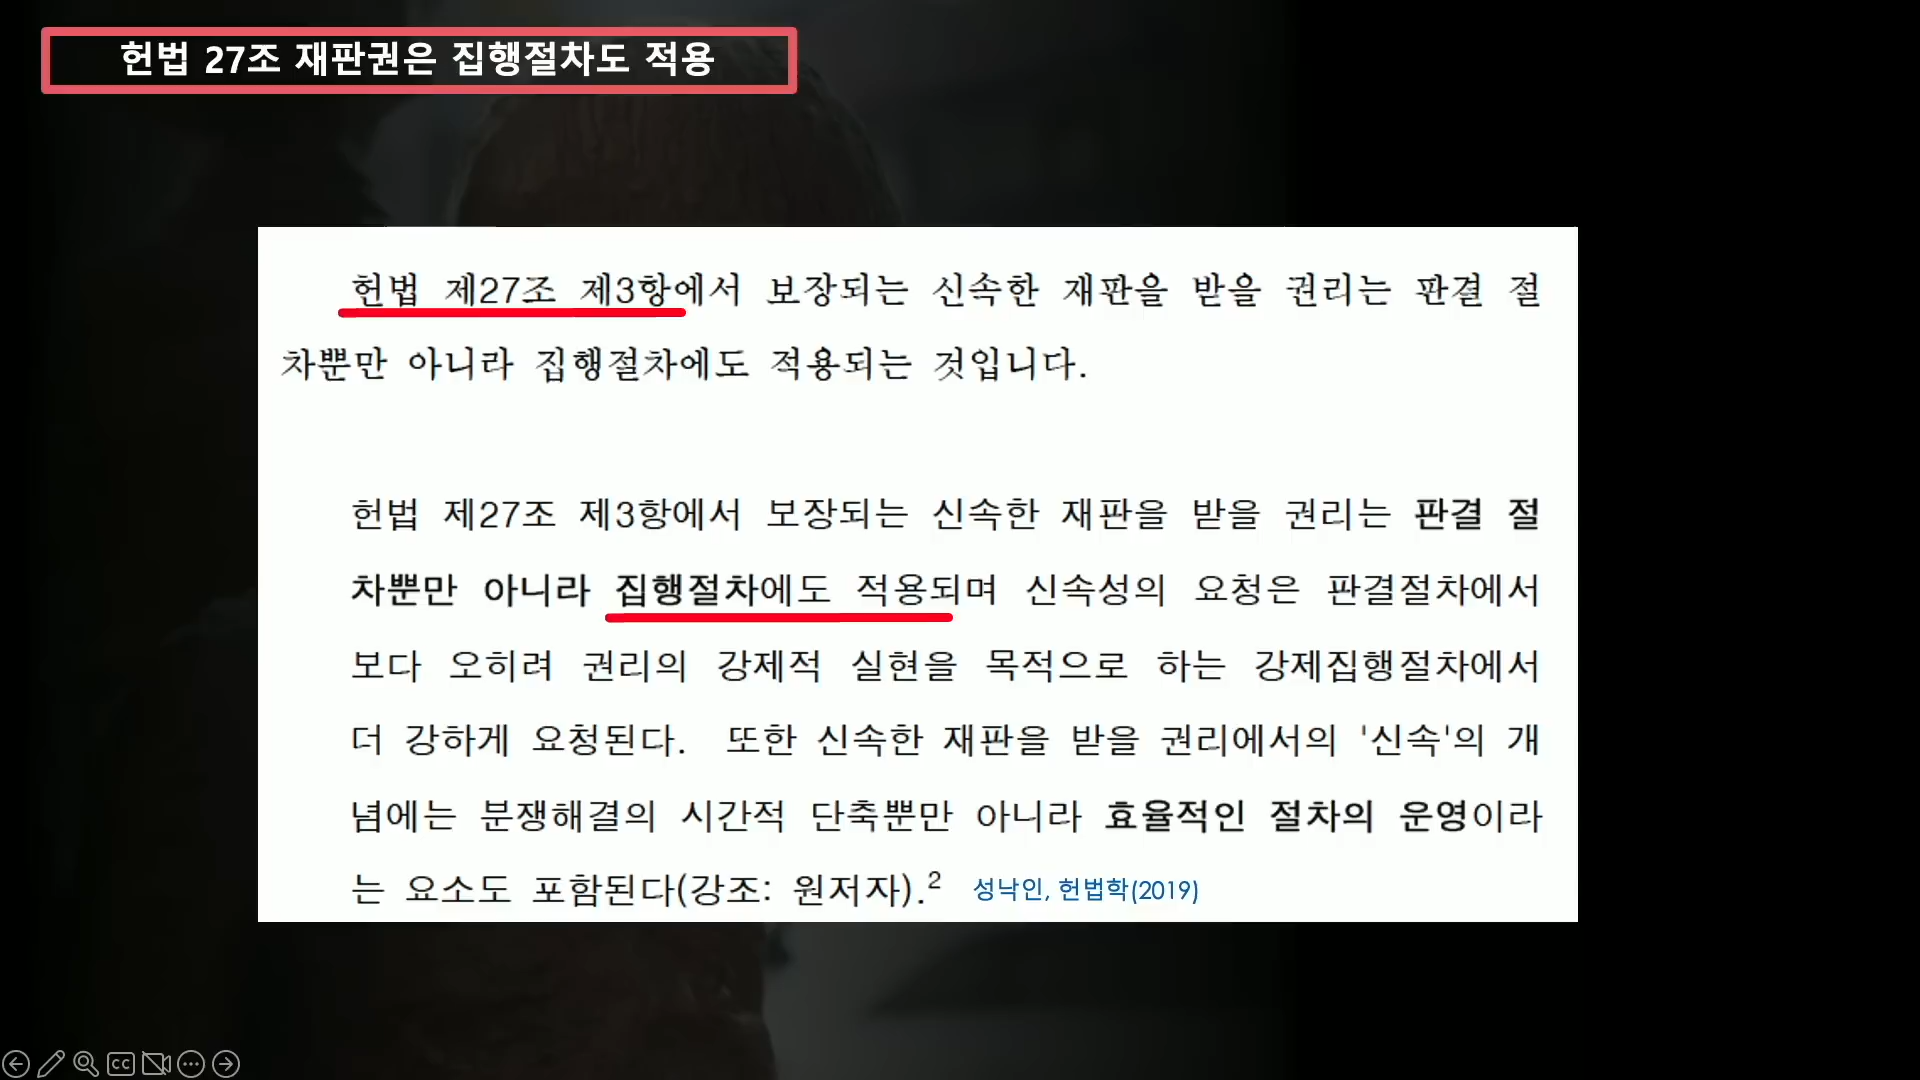 헌법 27조 재판권은 집행절차도 적용
헌법 제27조 제3항에서 보장되는 신속한 재판을 받을 권리는 판결 절
차뿐만 아니라 집행절차에도 적용되는 것입니다.
헌법 제27조 제3항에서 보장되는 신속한 재판을 받을 권리는 판결 절
차뿐만 아니라 집행절차에도 적용되며 신속성의 요청은 판결절차에서
보다 오히려 권리의 강제적 실현을 목적으로 하는 강제집행절차에서
더 강하게 요청된다. 또한 신속한 재판을 받을 권리에서의 '신속'의 개
념에는 분쟁해결의 시간적 단축뿐만 아니라 효율적인 절차의 운영이라
는 요소도 포함된다(강조: 원저자).² 성낙인, 헌법학(2019)
CC